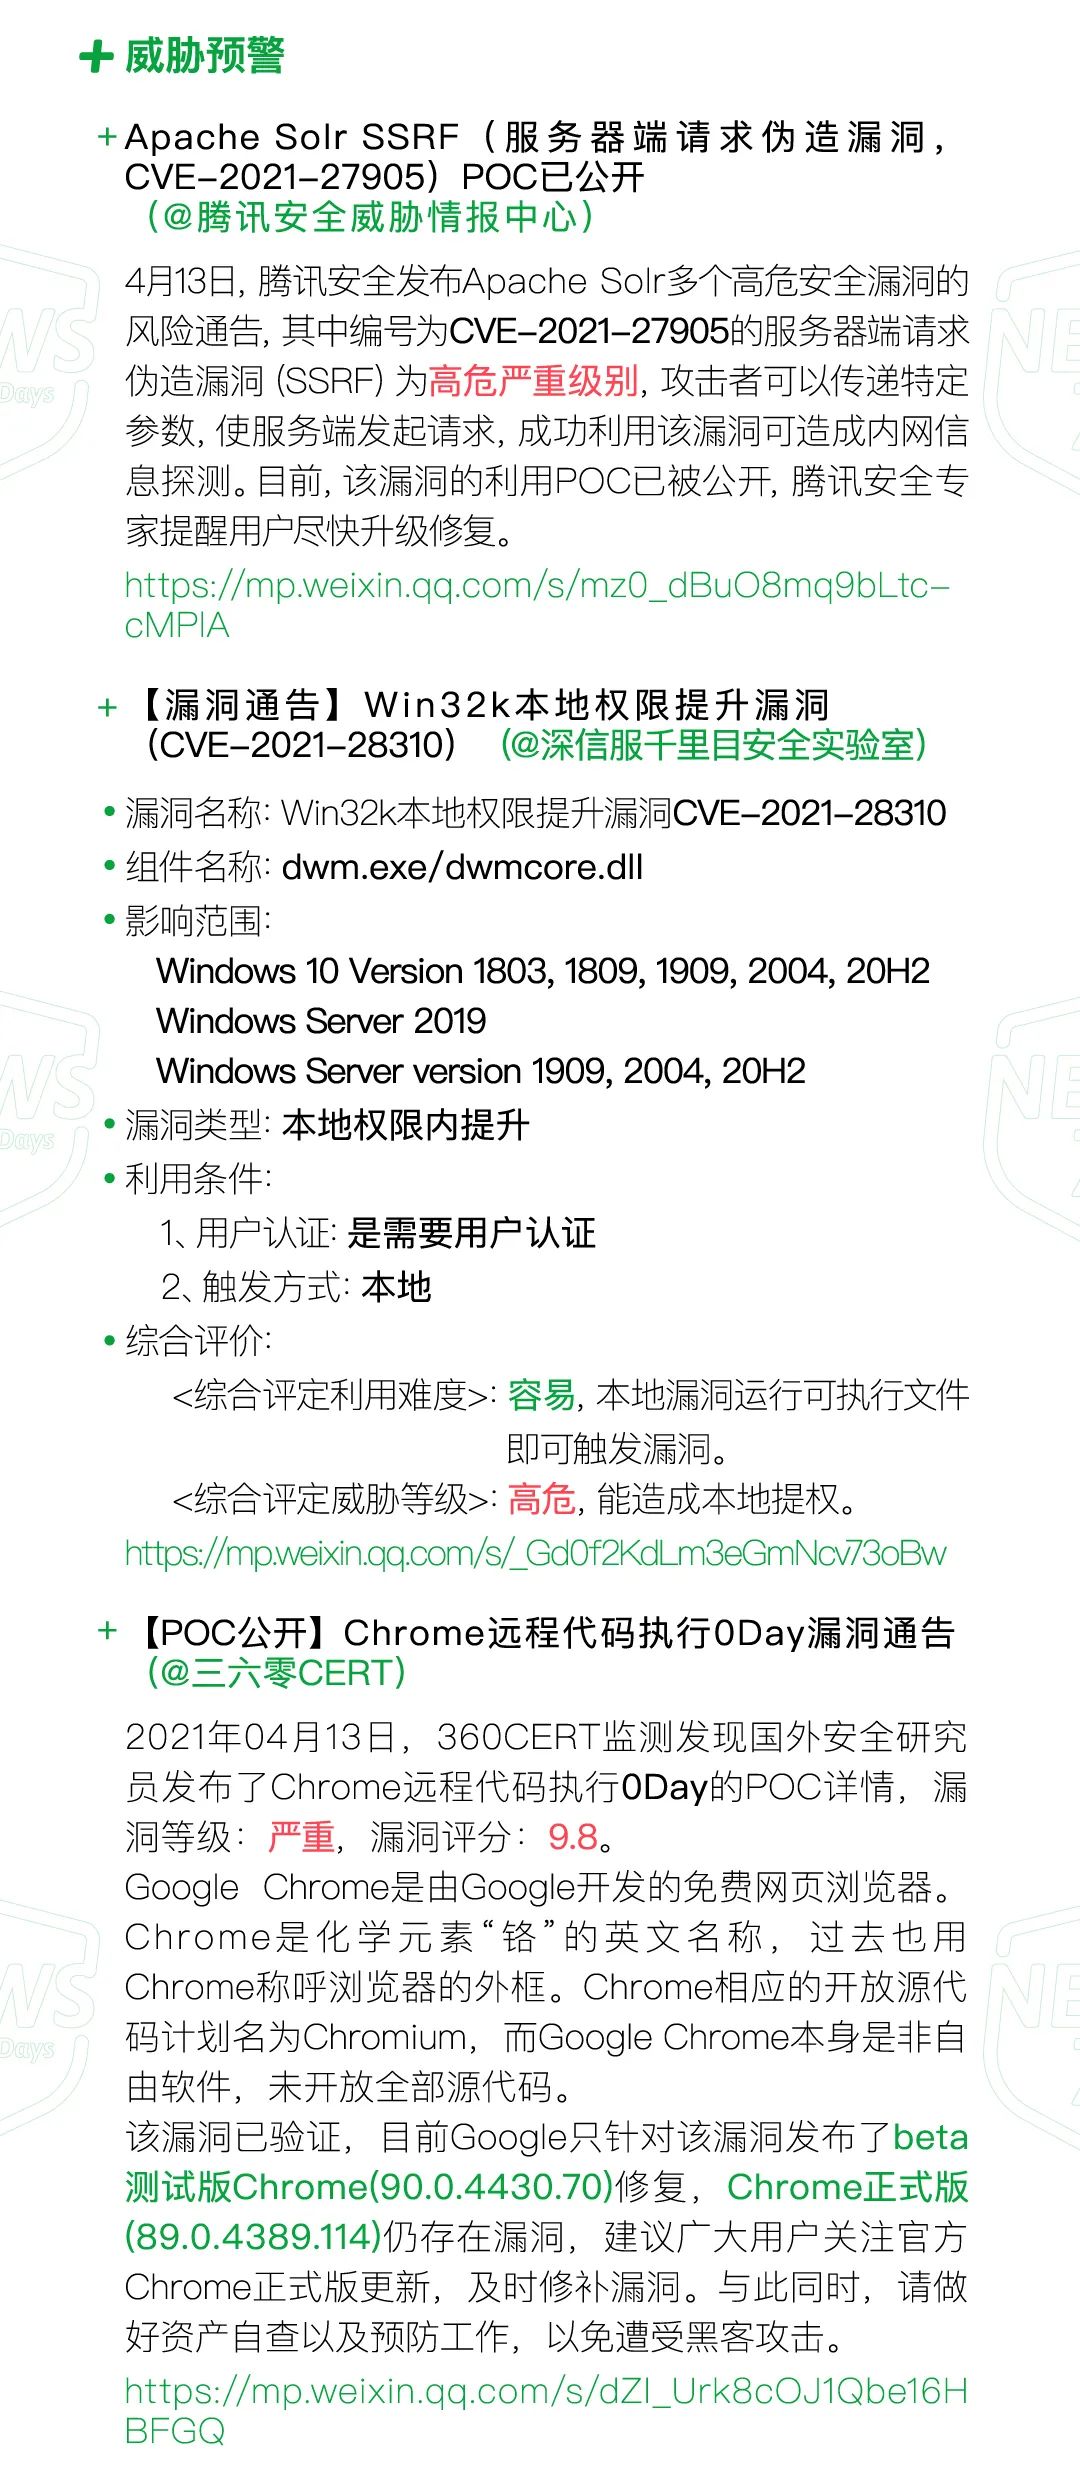 威胁预警
+ Apache Solr SSRF（服务器端请求伪造漏洞，
CVE-2021-27905）POC已公开
（@腾讯安全威胁情报中心）
4月13日, 腾讯安全发布Apache Solr多个高危安全漏洞的
风险通告, 其中编号为CVE-2021-27905的服务器端请求
伪造漏洞 (SSRF) 为高危严重级别, 攻击者可以传递特定
参数, 使服务端发起请求, 成功利用该漏洞可造成内网信
息探测。目前, 该漏洞的利用POC已被公开, 腾讯安全专
家提醒用户尽快升级修复。
https://mp.weixin.qq.com/s/mz0_dBuO8mq9bLtc-
cMPIA
+ 【漏洞通告】Win32k本地权限提升漏洞
（CVE-2021-28310） （@深信服千里目安全实验室）
• 漏洞名称: Win32k本地权限提升漏洞CVE-2021-28310
• 组件名称: dwm.exe/dwmcore.dll
• 影响范围:
Windows 10 Version 1803, 1809, 1909, 2004, 20H2
Windows Server 2019
Windows Server version 1909, 2004, 20H2
• 漏洞类型: 本地权限内提升
• 利用条件:
1、用户认证: 是需要用户认证
2、触发方式: 本地
• 综合评价:
<综合评定利用难度>: 容易, 本地漏洞运行可执行文件
即可触发漏洞。
<综合评定威胁等级>: 高危, 能造成本地提权。
https://mp.weixin.qq.com/s/_Gd0f2KdLm3eGmNcv73oBw
+ 【POC公开】Chrome远程代码执行0Day漏洞通告
（@三六零CERT）
2021年04月13日，360CERT监测发现国外安全研究
员发布了Chrome远程代码执行0Day的POC详情，漏
洞等级：严重，漏洞评分：9.8。
Google Chrome是由Google开发的免费网页浏览器。
Chrome是化学元素“铬”的英文名称，过去也用
Chrome称呼浏览器的外框。Chrome相应的开放源代
码计划名为Chromium，而Google Chrome本身是非自
由软件，未开放全部源代码。
该漏洞已验证，目前Google只针对该漏洞发布了beta
测试版Chrome(90.0.4430.70)修复，Chrome正式版
(89.0.4389.114)仍存在漏洞，建议广大用户关注官方
Chrome正式版更新，及时修补漏洞。与此同时，请做
好资产自查以及预防工作，以免遭受黑客攻击。
https://mp.weixin.qq.com/s/dZI_Urk8cOJ1Qbe16H
BFGQ